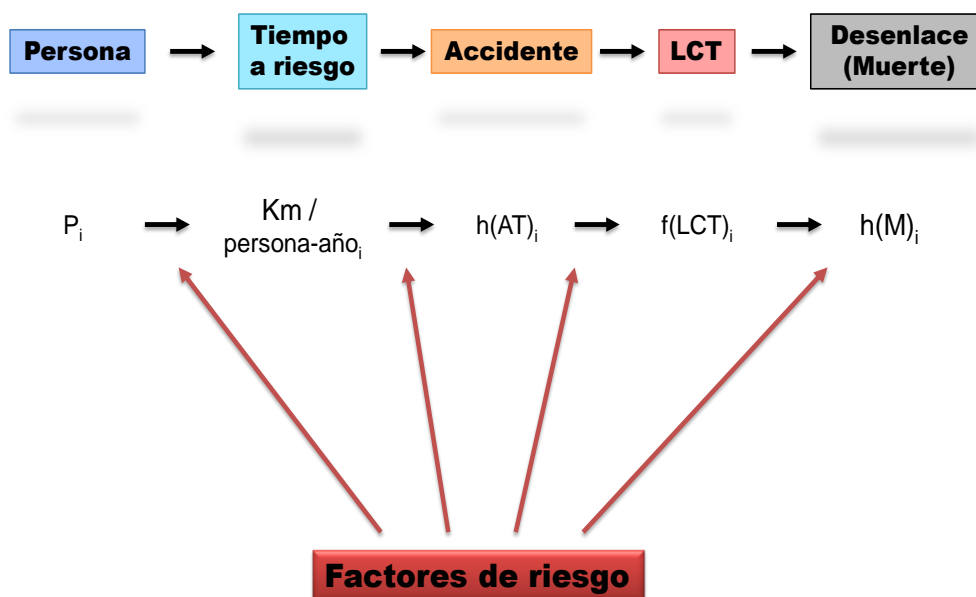 Persona
Tiempo
a riesgo
Accidente
LCT
Desenlace
(Muerte)
Pᵢ
Km /
persona-añoᵢ
h(AT)ᵢ
f(LCT)ᵢ
h(M)ᵢ
Factores de riesgo